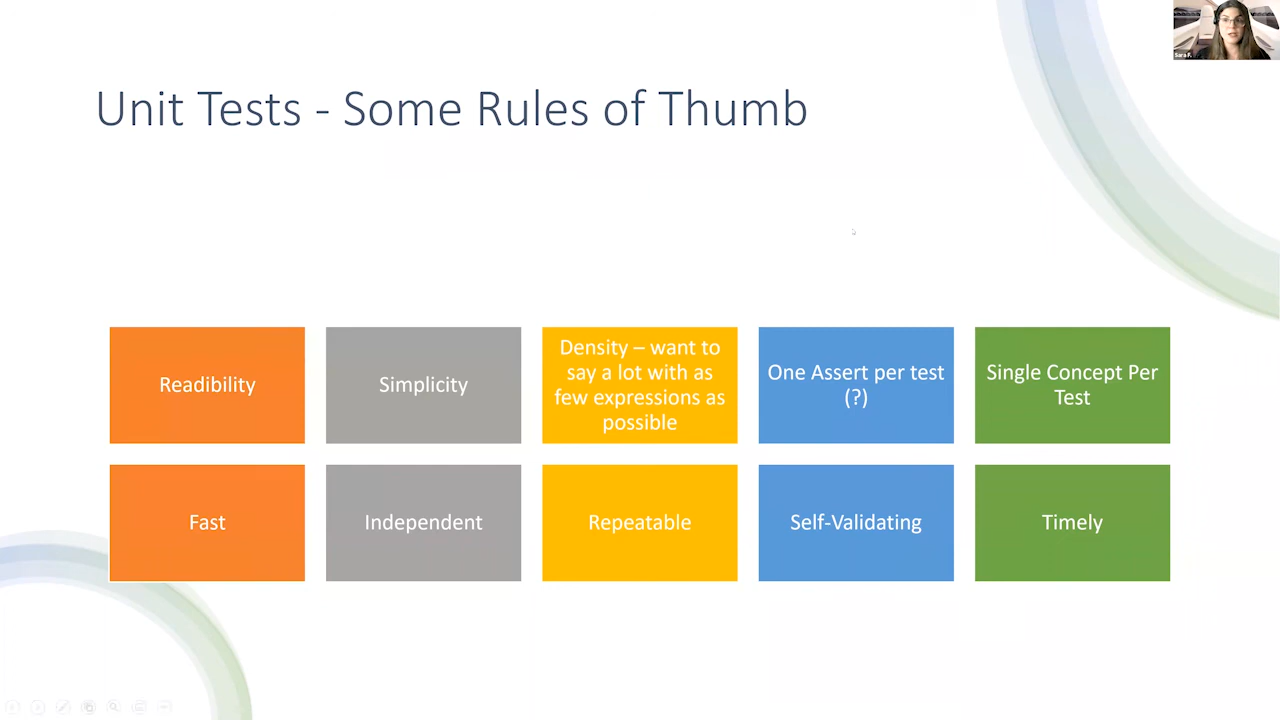 Sara F.
Unit Tests - Some Rules of Thumb
Readibility
Simplicity
Density – want to
say a lot with as
few expressions as
possible
One Assert per test
(?)
Single Concept Per
Test
Fast
Independent
Repeatable
Self-Validating
Timely